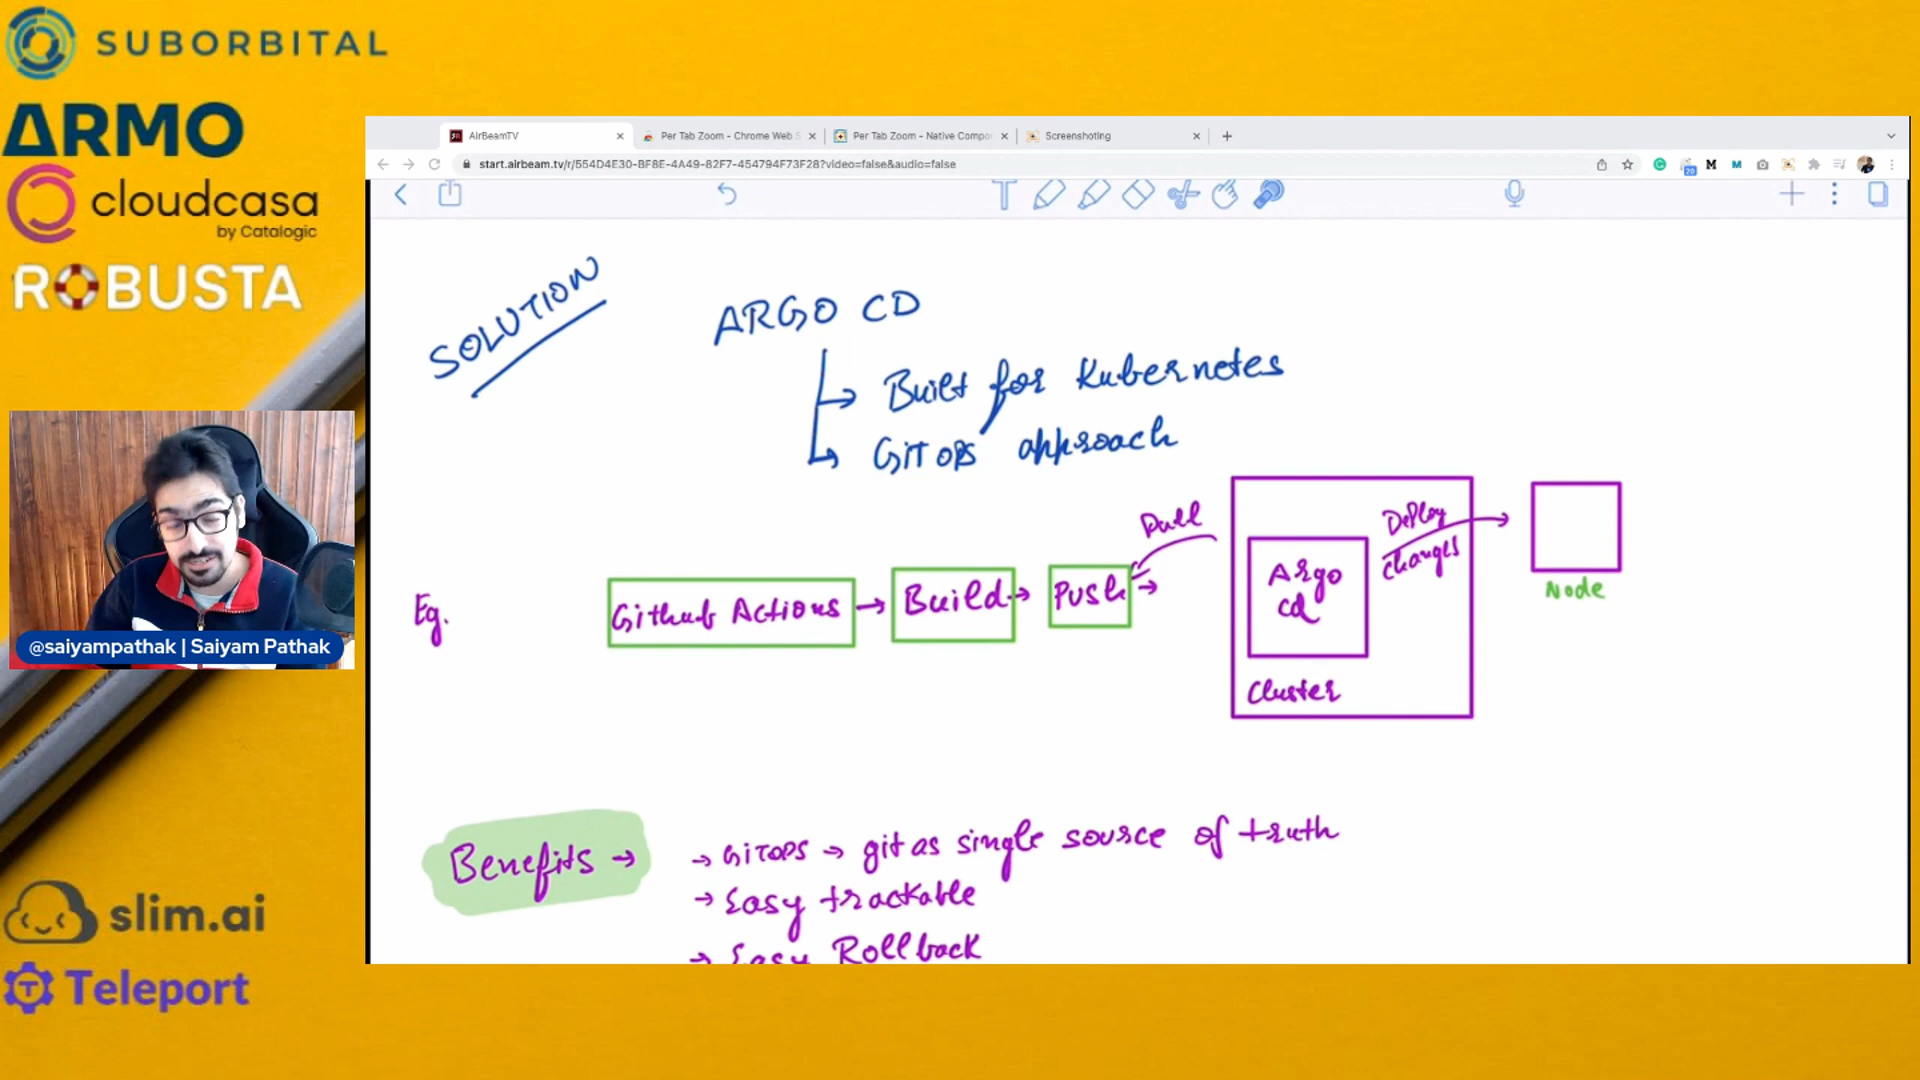 SUBORBITAL
ARMO
cloudcasa
by Catalogic
ROBUSTA
@saiyampathak | Saiyam Pathak
slim.ai
Teleport
AirBeamTV
Per Tab Zoom - Chrome Web S
Per Tab Zoom - Native Compo
Screenshoting
start.airbeam.tv/r/554D4E30-BF8E-4A49-82F7-454794F73F28?video=false&audio=false
SOLUTION
ARGO CD
→ Built for Kubernetes
→ GITOPS approach
Eg.
Github Actions → Build → Push →
Pull
Argo
cd
Cluster
Deploy
changes
Node
Benefits →
→ GITOPS → git as single source of truth
→ Easy trackable
→ Easy Rollback